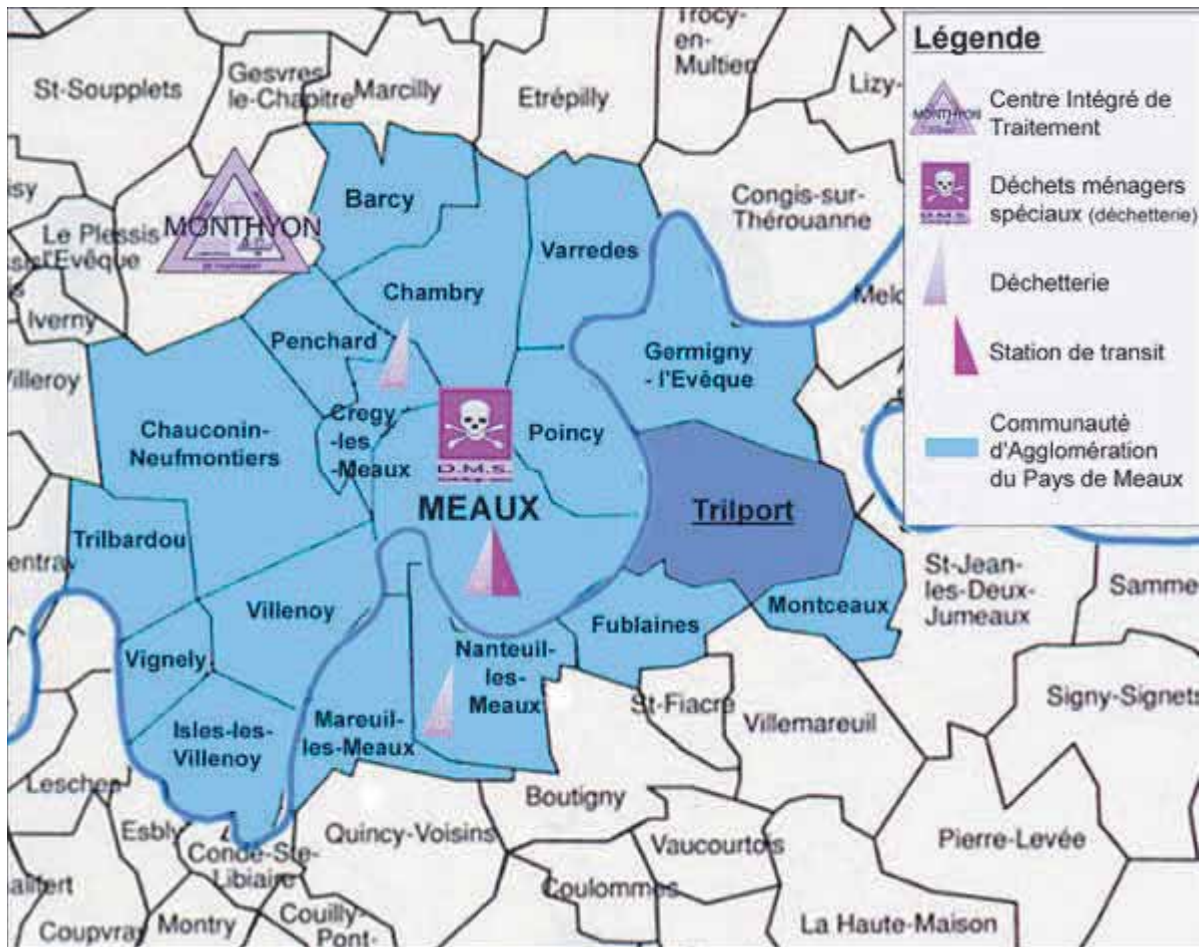 Trocy-
en-
Multien
Légende
Gesvres
le-Chapitre
Marcilly
St-Soupplets
Etrépilly
Lizy-
MONTHYON
Centre Intégré de
Traitement
Déchets ménagers
spéciaux (déchetterie)
D.M.S.
Déchetterie
Station de transit
Communauté
d'Agglomération
du Pays de Meaux
Barcy
Congis-sur-
Thérouanne
MONTHYON
Le Plessis
l'Evêque
Varredes
Chambry
Iverny
Penchard
Germigny
-l'Evêque
Villeroy
Crégy
-les
-Meaux
Chauconin-
Neufmontiers
Poincy
D.M.S.
MEAUX
Trilport
Trilbardou
St-Jean
les-Deux-
Jumeaux
Villenoy
Fublaines
Montceaux
Vignely
Nanteuil-
les-
Meaux
Signy-Signets
St-Fiacre
Mareuil-
les-Meaux
Villemareuil
Isles-les-
Villenoy
Boutigny
Esbly
Quincy-Voisins
Condé-Ste-
Libiaire
Vaucourtois
Pierre-Levée
Coulommes
Montry
Couilly-
Pont-
Coupvray
La Haute-Maison